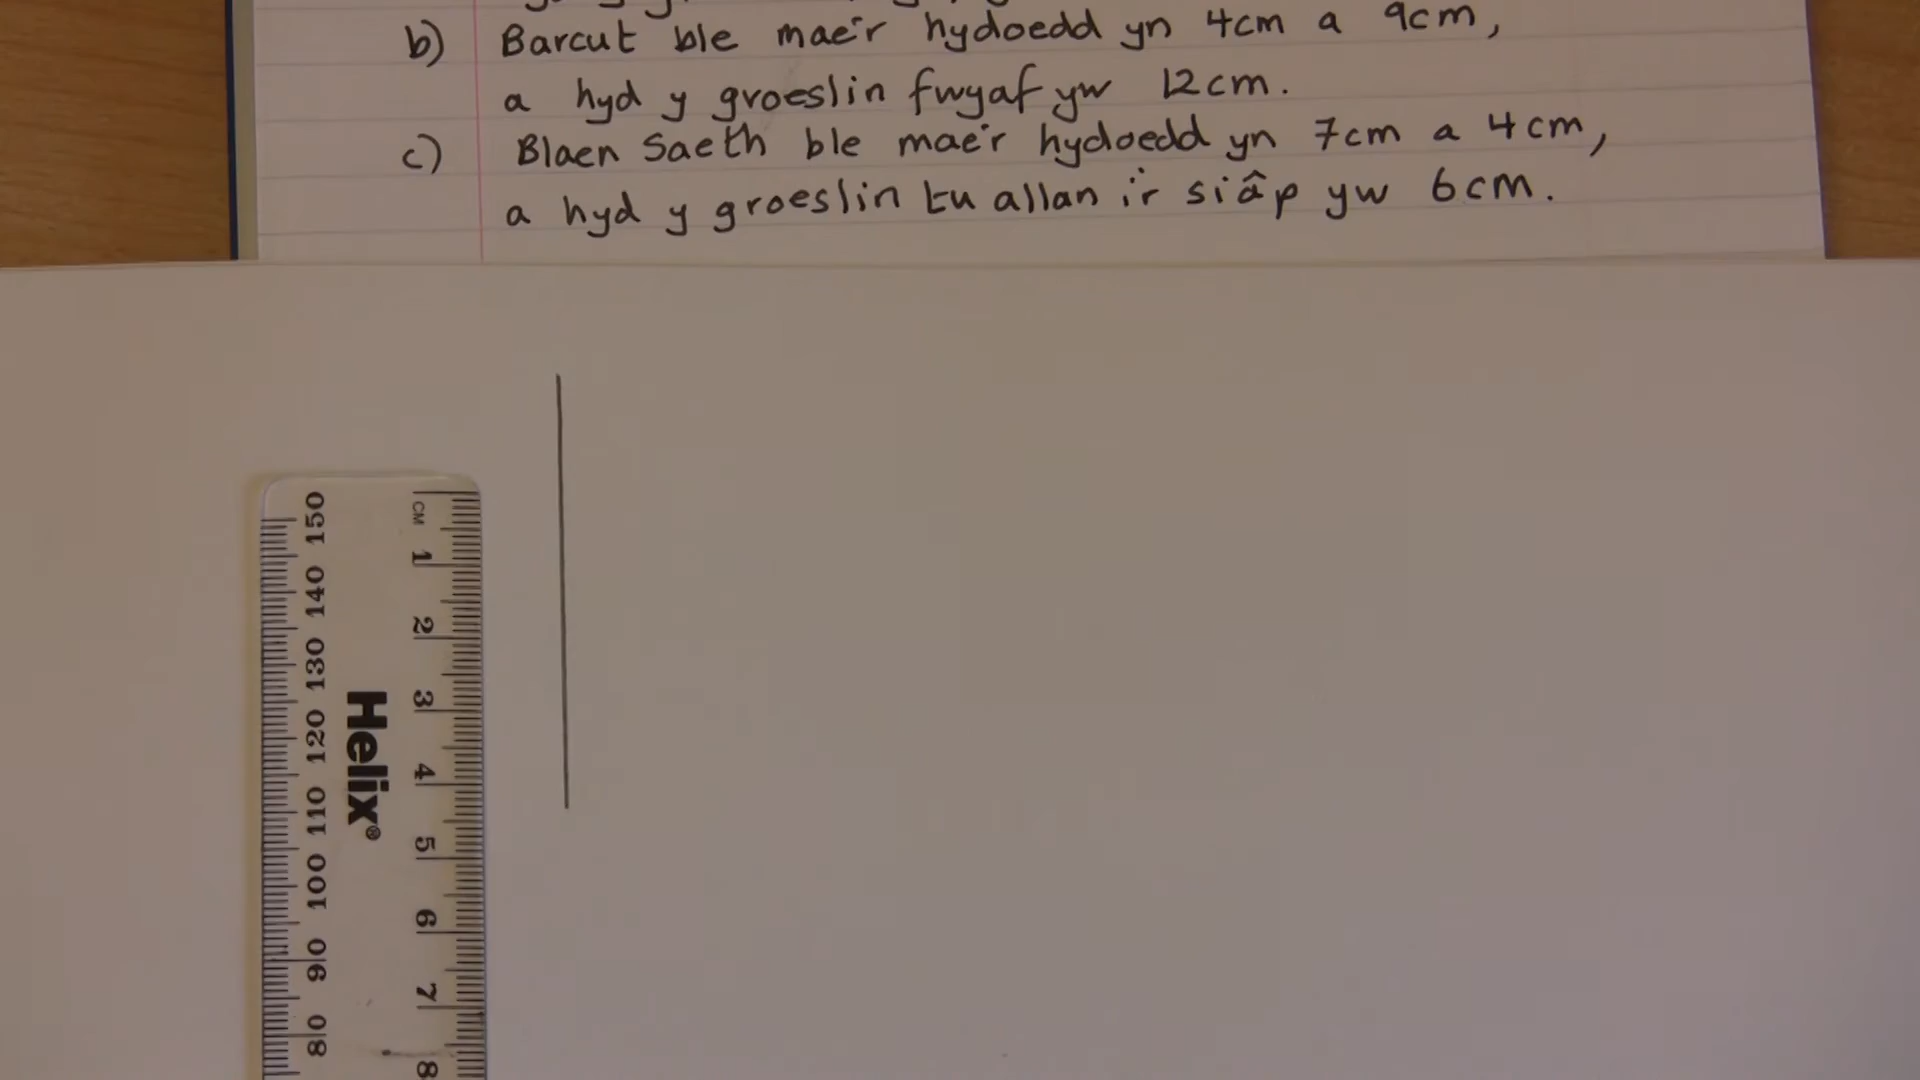 b) Barcut ble mae'r hydoedd yn 4cm a 9cm,
a hyd y groeslin fwyaf yw 12cm.
c) Blaen Saeth ble mae'r hydoedd yn 7cm a 4cm,
a hyd y groeslin tu allan i'r siâp yw 6cm.
150 140 130 120 110 100 90 80
Helix®
CM 1 2 3 4 5 6 7 8